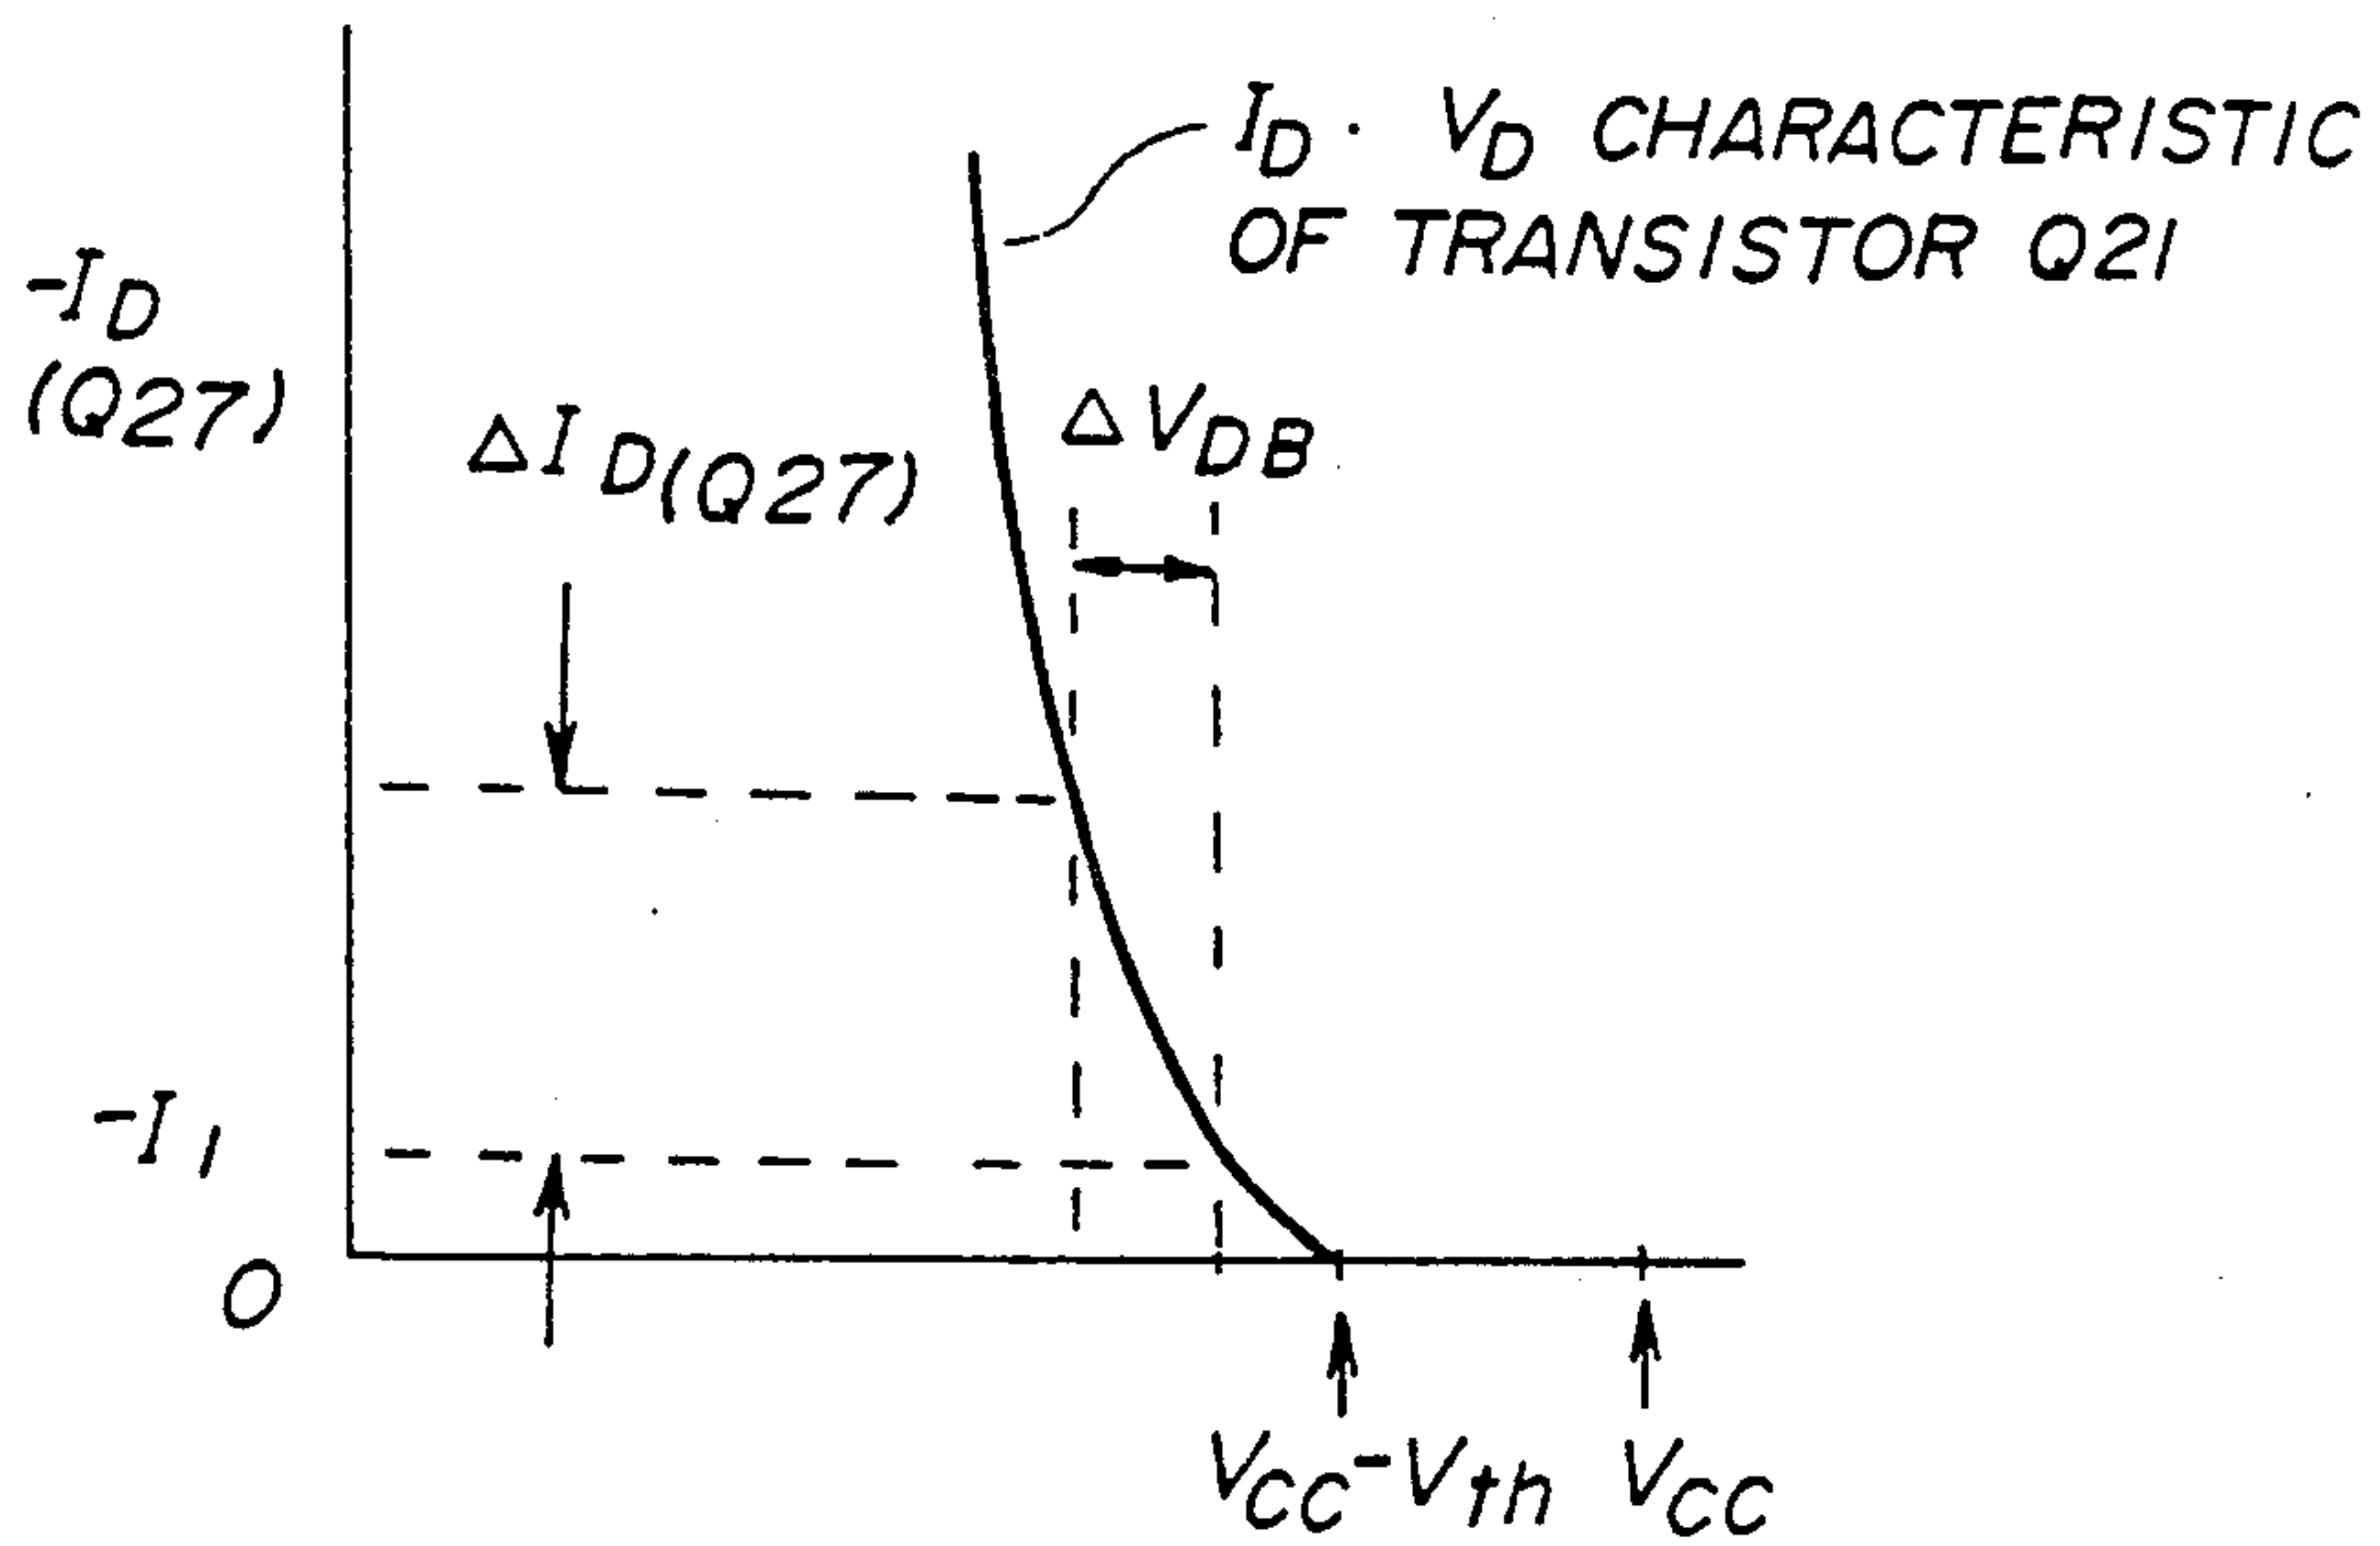 I_D · V_D CHARACTERISTIC
OF TRANSISTOR Q21
-I_D
(Q27)
ΔI_D(Q27)
ΔV_DB
-I_1
0
V_CC-V_th
V_CC